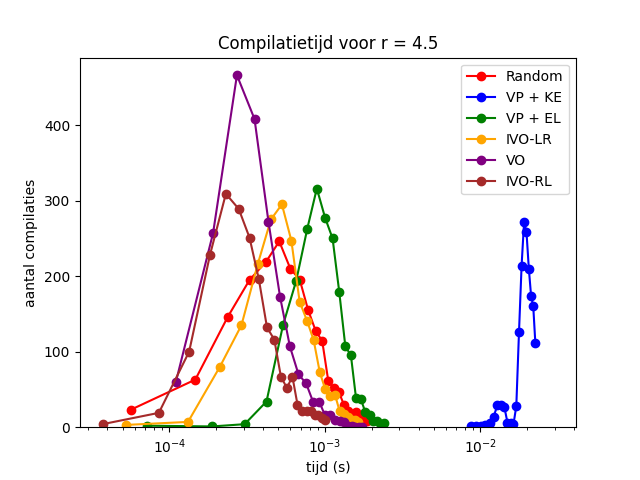 Compilatietijd voor r = 4.5
aantal compilaties
400
300
200
100
0
10⁻⁴
10⁻³
10⁻²
tijd (s)
Random
VP + KE
VP + EL
IVO-LR
VO
IVO-RL